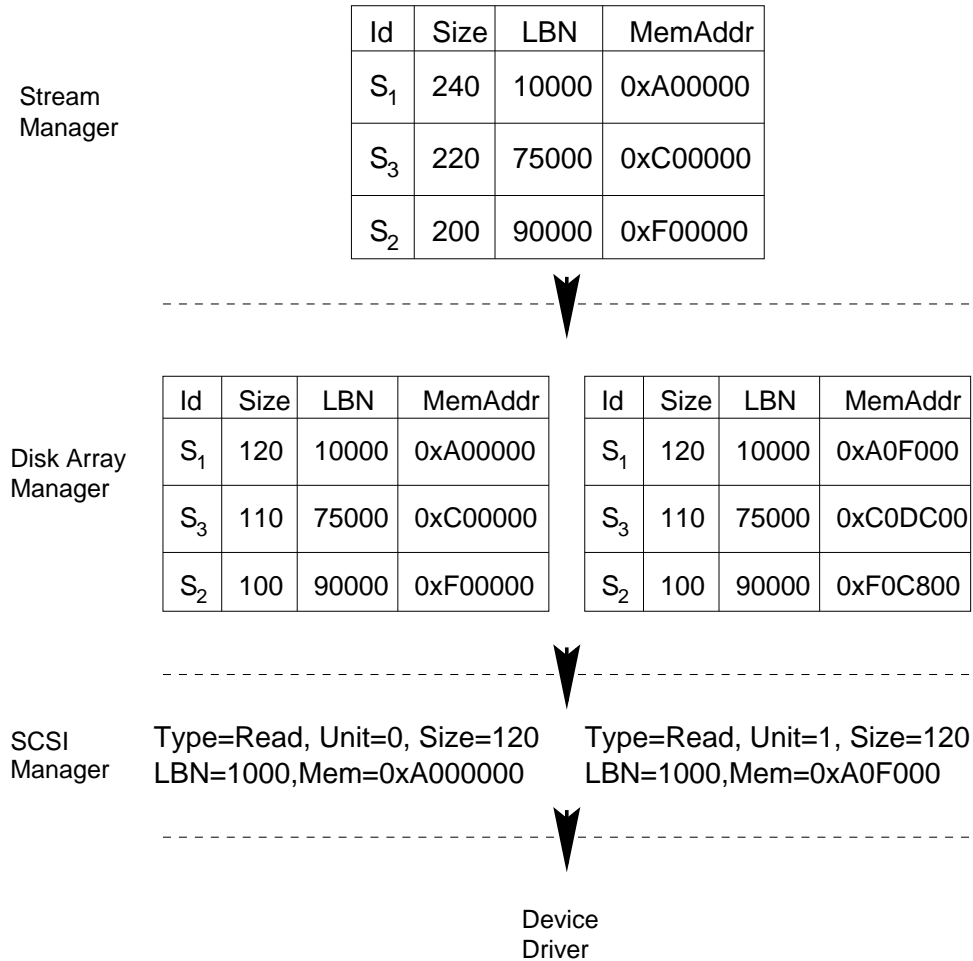 Id Size LBN MemAddr
Stream
Manager
S1 240 10000 0xA00000
S3 220 75000 0xC00000
S2 200 90000 0xF00000
Disk Array
Manager
Id Size LBN MemAddr
S1 120 10000 0xA00000
S3 110 75000 0xC00000
S2 100 90000 0xF00000
Id Size LBN MemAddr
S1 120 10000 0xA0F000
S3 110 75000 0xC0DC00
S2 100 90000 0xF0C800
SCSI
Manager
Type=Read, Unit=0, Size=120
LBN=1000,Mem=0xA000000
Type=Read, Unit=1, Size=120
LBN=1000,Mem=0xA0F000
Device
Driver